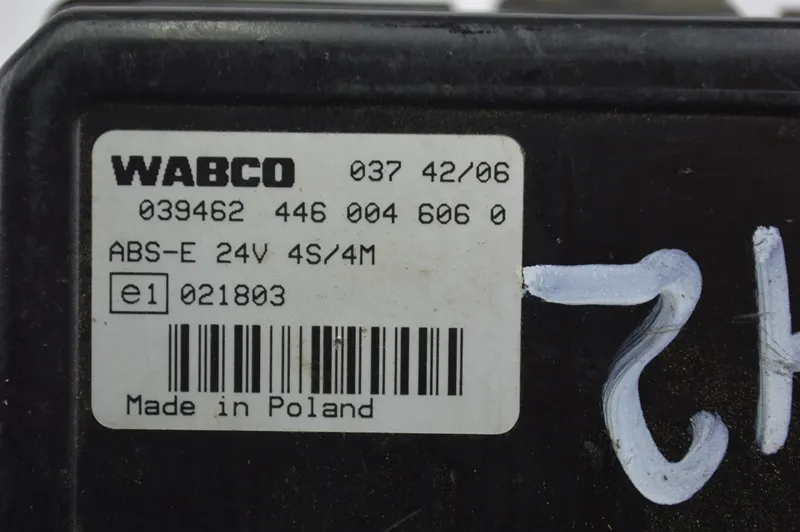 WABCO 037 42/06
039462 446 004 606 0
ABS-E 24V 4S/4M
e1 021803
Made in Poland